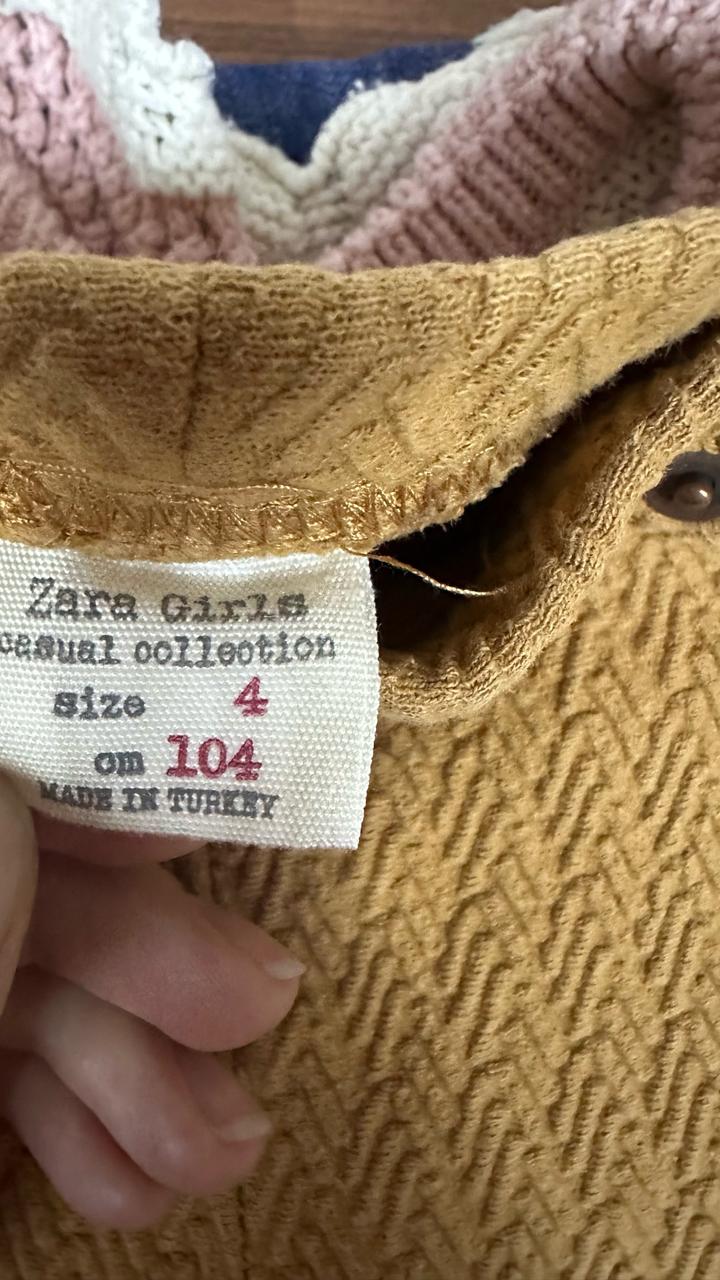 Zara Girls
casual collection
size 4
cm 104
MADE IN TURKEY